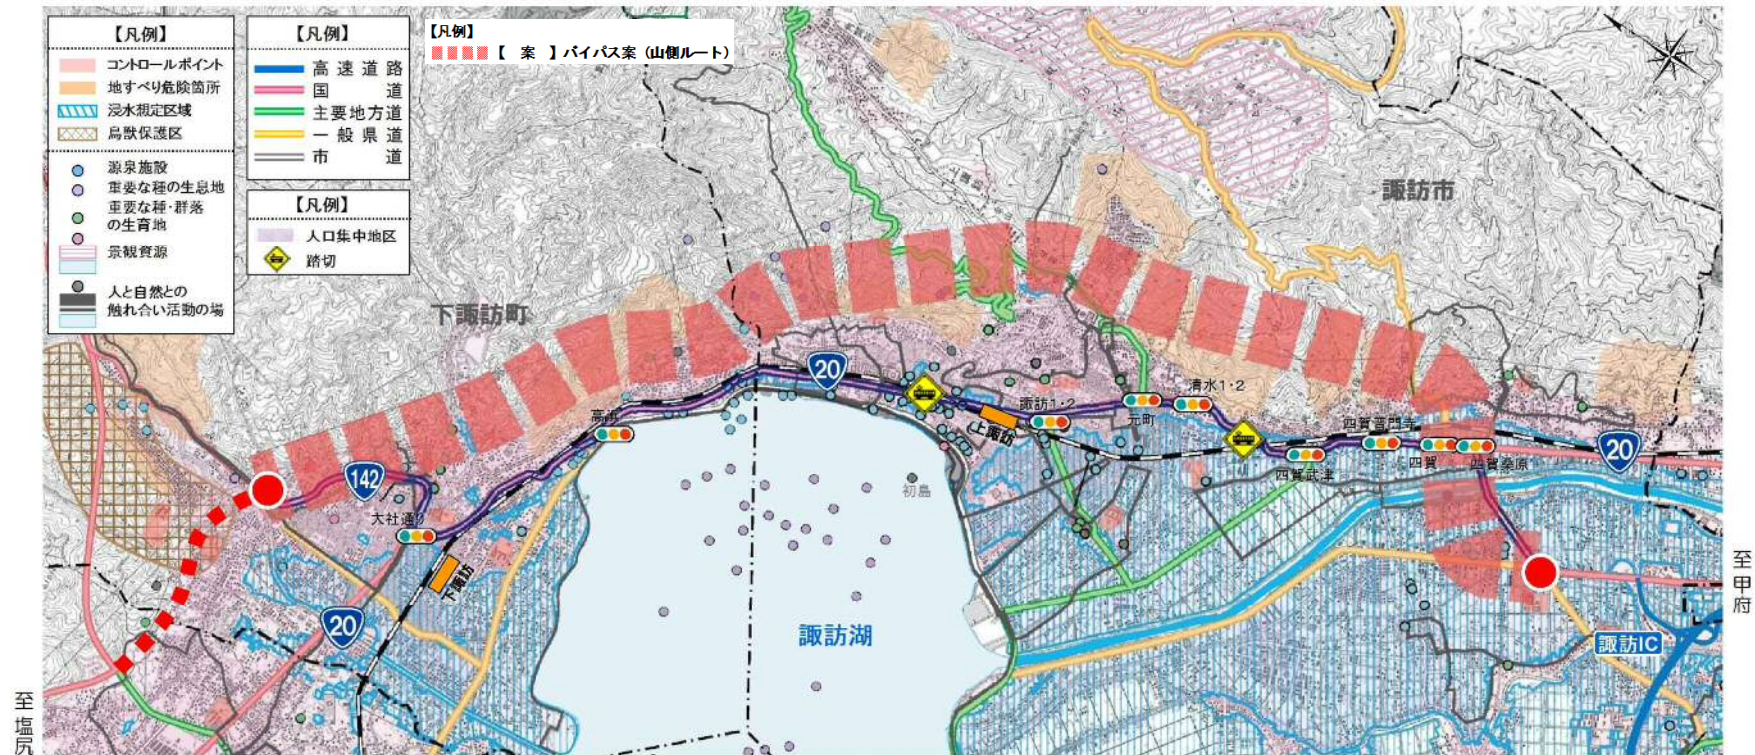 【凡例】
コントロールポイント
地すべり危険箇所
浸水想定区域
鳥獣保護区
源泉施設
重要な種の生息地
重要な種・群落
の生育地
景観資源
人と自然との
触れ合い活動の場
【凡例】
高速道路
国道
主要地方道
一般県道
市道
【凡例】
人口集中地区
踏切
【凡例】
【 案 】バイパス案（山側ルート）
諏訪市
下諏訪町
20
高浜
142
大社通り
下諏訪
20
上諏訪
諏訪1・2
元町
清水1・2
四賀普門寺
四賀武津
四賀
四賀桑原
20
初島
諏訪湖
諏訪IC
至甲府
至塩尻